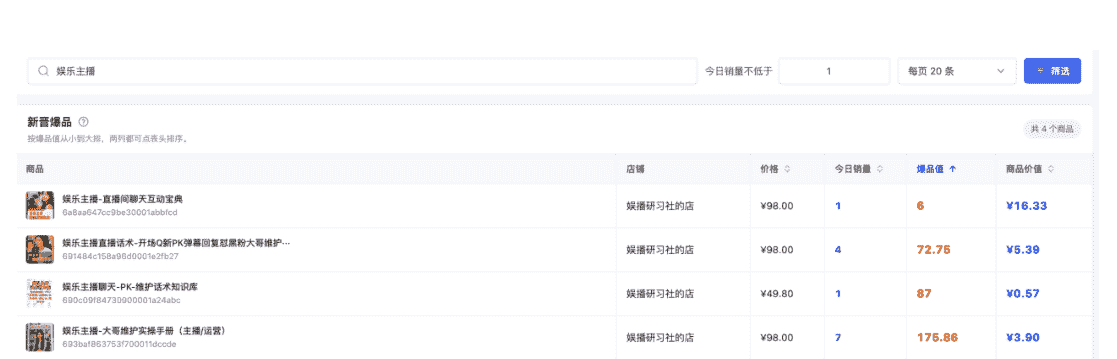 娱乐主播
今日销量不低于 1 每页 20 条 筛选
新晋爆品
按爆品值从小到大排，两列都可点表头排序。
共 4 个商品
商品 店铺 价格 今日销量 爆品值 商品价值
娱乐主播-直播间聊天互动宝典
6a8aa647cc9be30001abbfcd
娱播研习社的店 ¥98.00 1 6 ¥16.33
娱乐主播直播话术-开场Q新PK弹幕回复怼黑粉大哥维护…
691484c158a96d0001e2fb27
娱播研习社的店 ¥98.00 4 72.75 ¥5.39
娱乐主播聊天-PK-维护话术知识库
690c09f84730900001a24abc
娱播研习社的店 ¥49.80 1 87 ¥0.57
娱乐主播-大哥维护实操手册（主播/运营）
693baf863753f700011dccde
娱播研习社的店 ¥98.00 7 175.86 ¥3.90